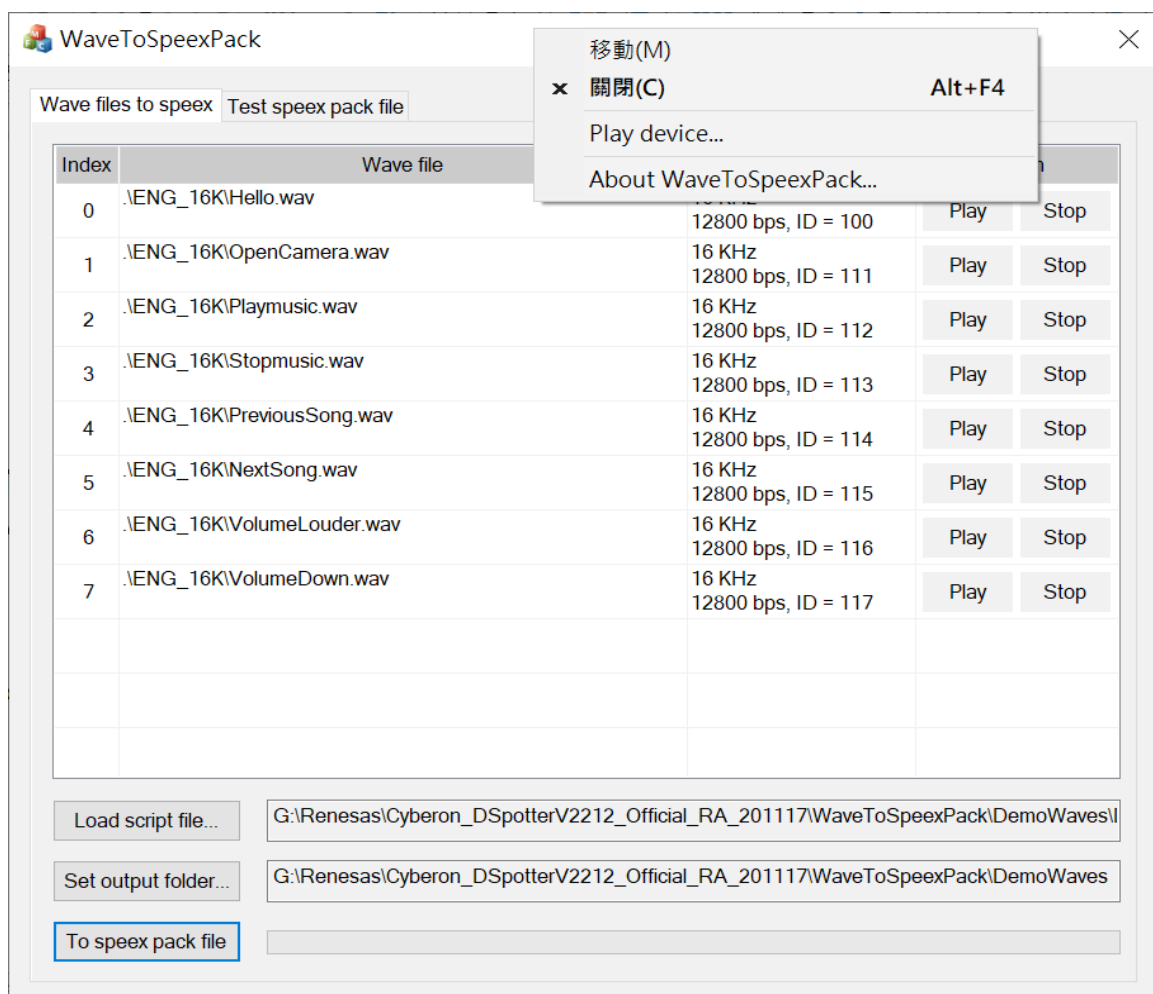 WaveToSpeexPack
移動(M)
關閉(C) Alt+F4
Play device...
About WaveToSpeexPack...
Wave files to speex Test speex pack file
Index Wave file
0 .\ENG_16K\Hello.wav
12800 bps, ID = 100 Play Stop
1 .\ENG_16K\OpenCamera.wav 16 KHz
12800 bps, ID = 111 Play Stop
2 .\ENG_16K\Playmusic.wav 16 KHz
12800 bps, ID = 112 Play Stop
3 .\ENG_16K\Stopmusic.wav 16 KHz
12800 bps, ID = 113 Play Stop
4 .\ENG_16K\PreviousSong.wav 16 KHz
12800 bps, ID = 114 Play Stop
5 .\ENG_16K\NextSong.wav 16 KHz
12800 bps, ID = 115 Play Stop
6 .\ENG_16K\VolumeLouder.wav 16 KHz
12800 bps, ID = 116 Play Stop
7 .\ENG_16K\VolumeDown.wav 16 KHz
12800 bps, ID = 117 Play Stop
Load script file... G:\Renesas\Cyberon_DSpotterV2212_Official_RA_201117\WaveToSpeexPack\DemoWaves\
Set output folder... G:\Renesas\Cyberon_DSpotterV2212_Official_RA_201117\WaveToSpeexPack\DemoWaves
To speex pack file